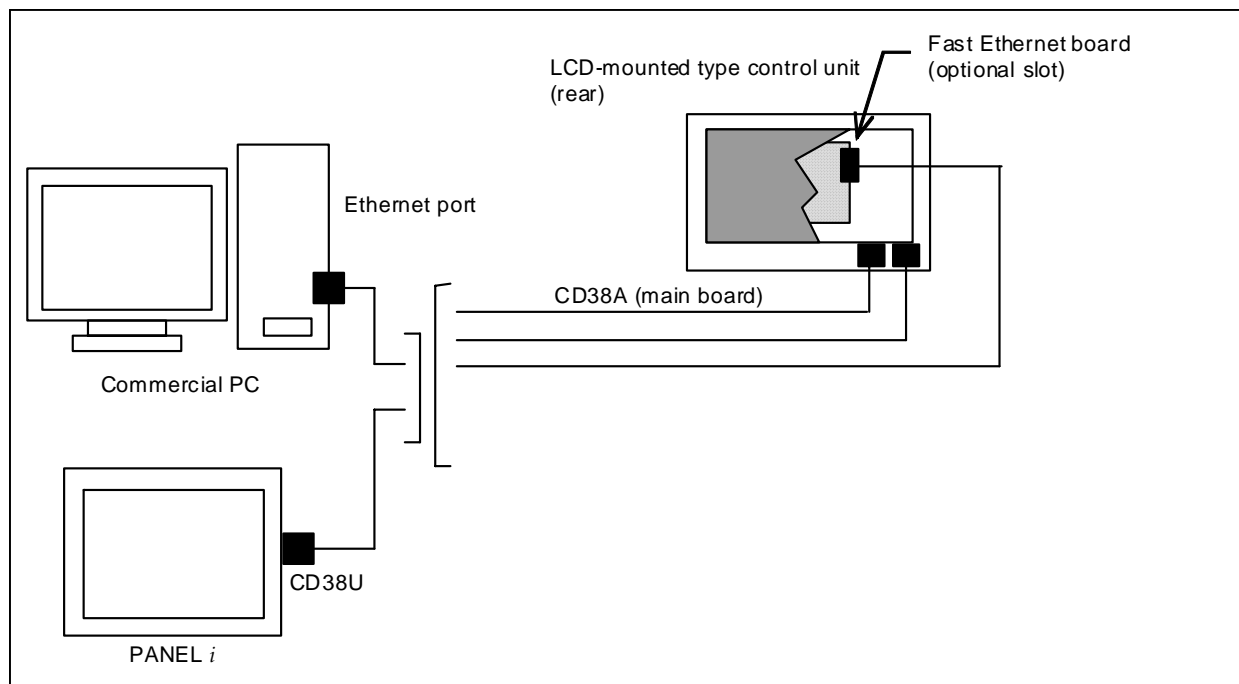 Fast Ethernet board
(optional slot)
LCD-mounted type control unit
(rear)
Ethernet port
CD38A (main board)
Commercial PC
CD38U
PANEL i